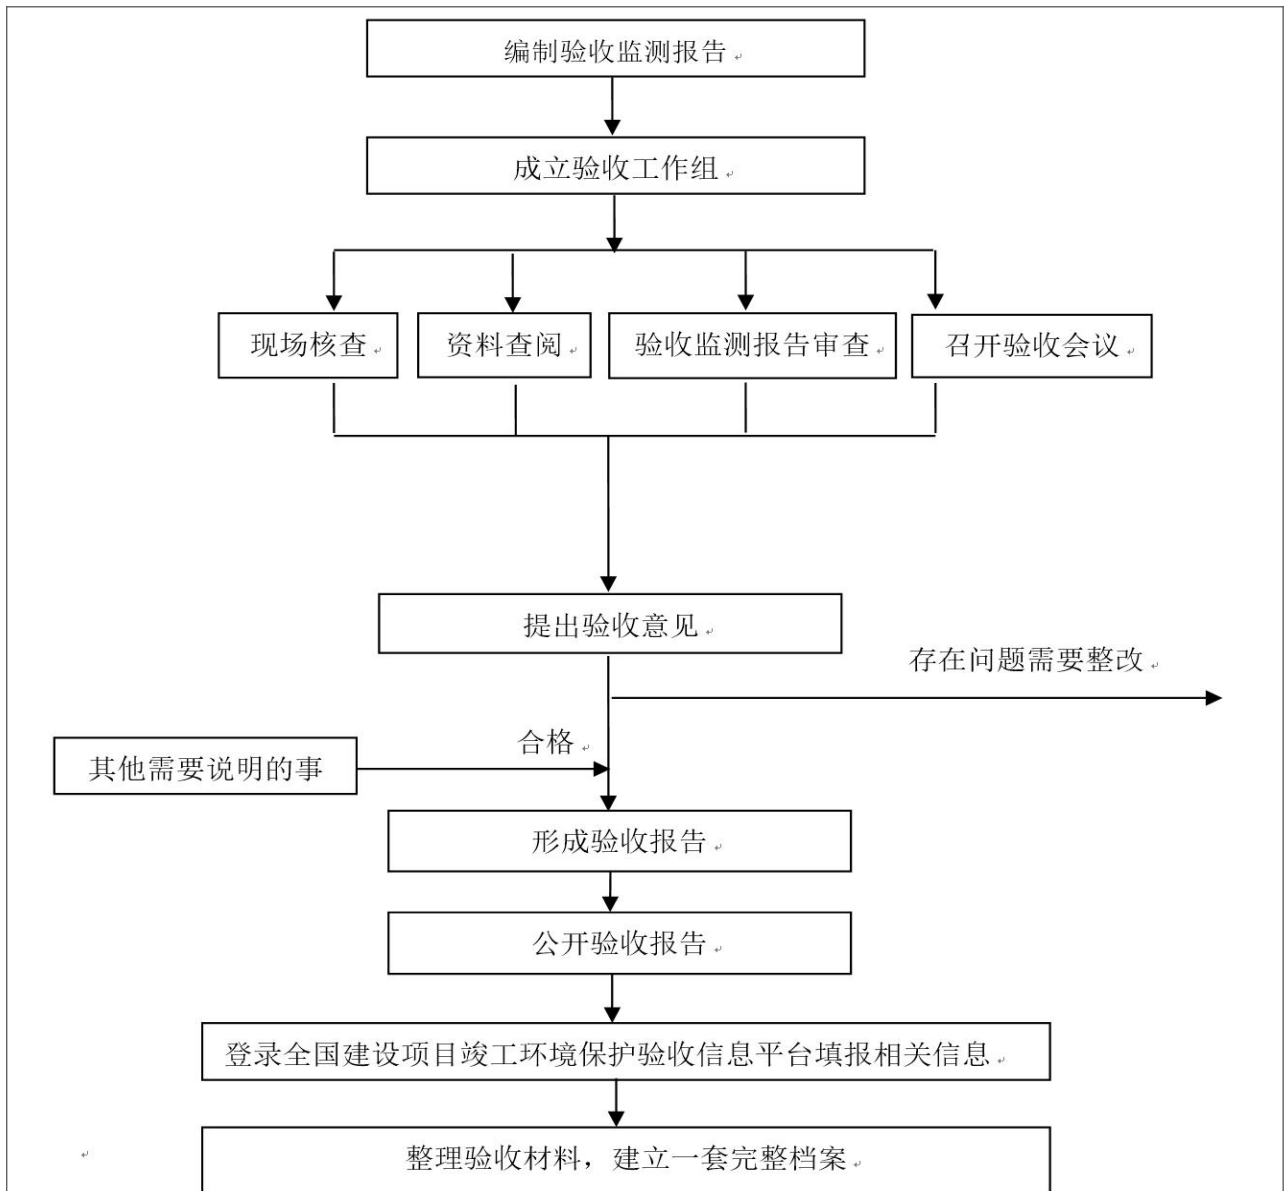 编制验收监测报告
成立验收工作组
现场核查
资料查阅
验收监测报告审查
召开验收会议
提出验收意见
存在问题需要整改
合格
其他需要说明的事
形成验收报告
公开验收报告
登录全国建设项目竣工环境保护验收信息平台填报相关信息
整理验收材料，建立一套完整档案